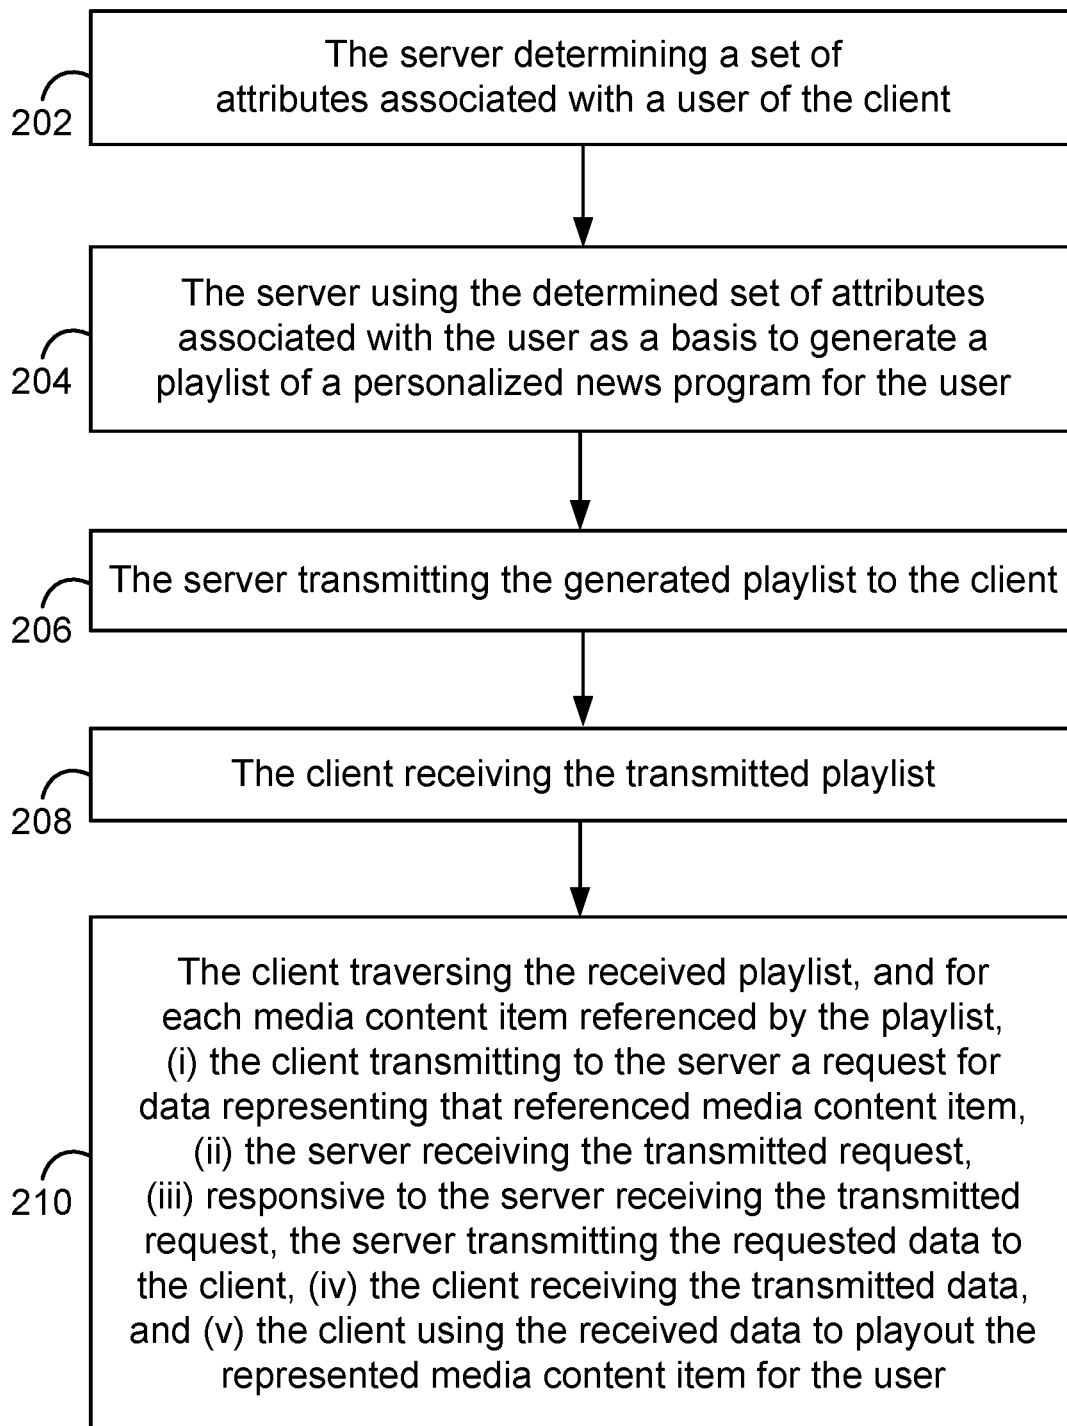 The server determining a set of
attributes associated with a user of the client
202
The server using the determined set of attributes
associated with the user as a basis to generate a
playlist of a personalized news program for the user
204
The server transmitting the generated playlist to the client
206
The client receiving the transmitted playlist
208
The client traversing the received playlist, and for
each media content item referenced by the playlist,
(i) the client transmitting to the server a request for
data representing that referenced media content item,
(ii) the server receiving the transmitted request,
(iii) responsive to the server receiving the transmitted
request, the server transmitting the requested data to
the client, (iv) the client receiving the transmitted data,
and (v) the client using the received data to playout the
represented media content item for the user
210